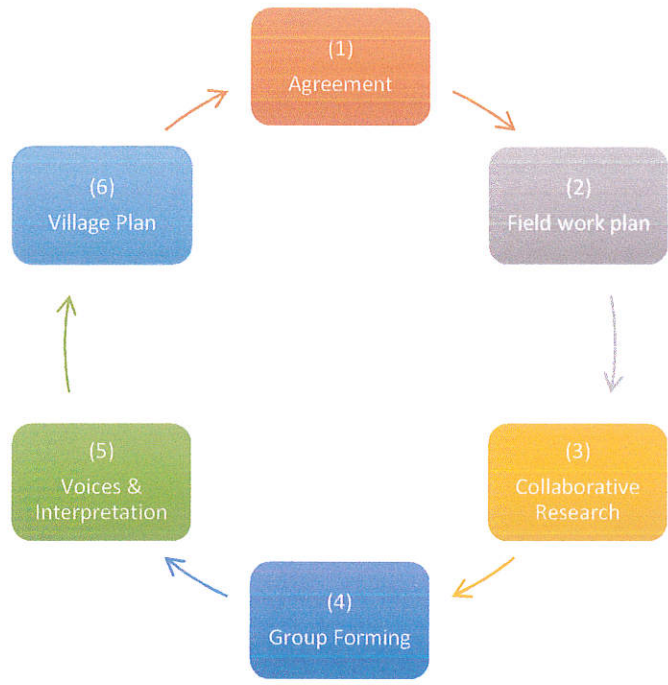 (1)
Agreement
(2)
Field work plan
(3)
Collaborative
Research
(4)
Group Forming
(5)
Voices &
Interpretation
(6)
Village Plan